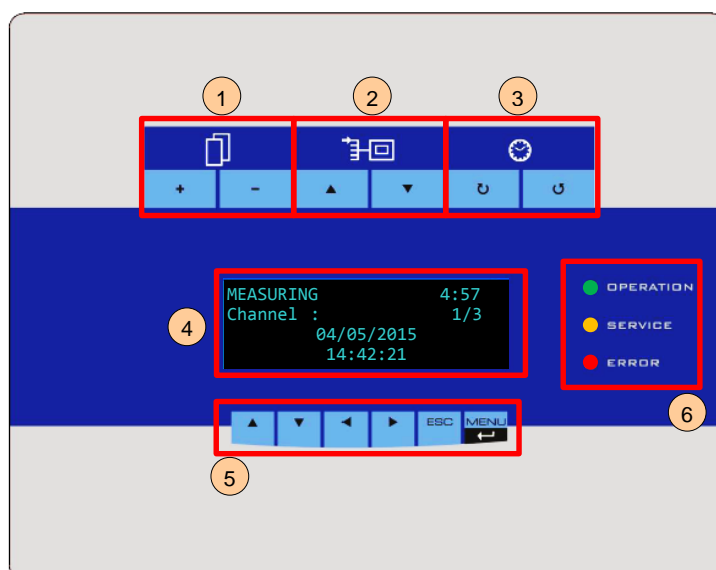 1 2 3
+ -
MEASURING 4:57
Channel : 1/3
04/05/2015
14:42:21
4
OPERATION
SERVICE
ERROR
6
ESC MENU
5